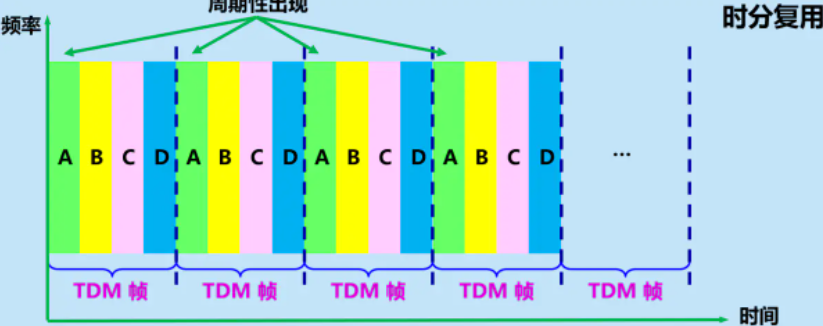 周期性出现
时分复用
频率
A B C D A B C D A B C D A B C D ...
TDM 帧 TDM 帧 TDM 帧 TDM 帧 TDM 帧
时间